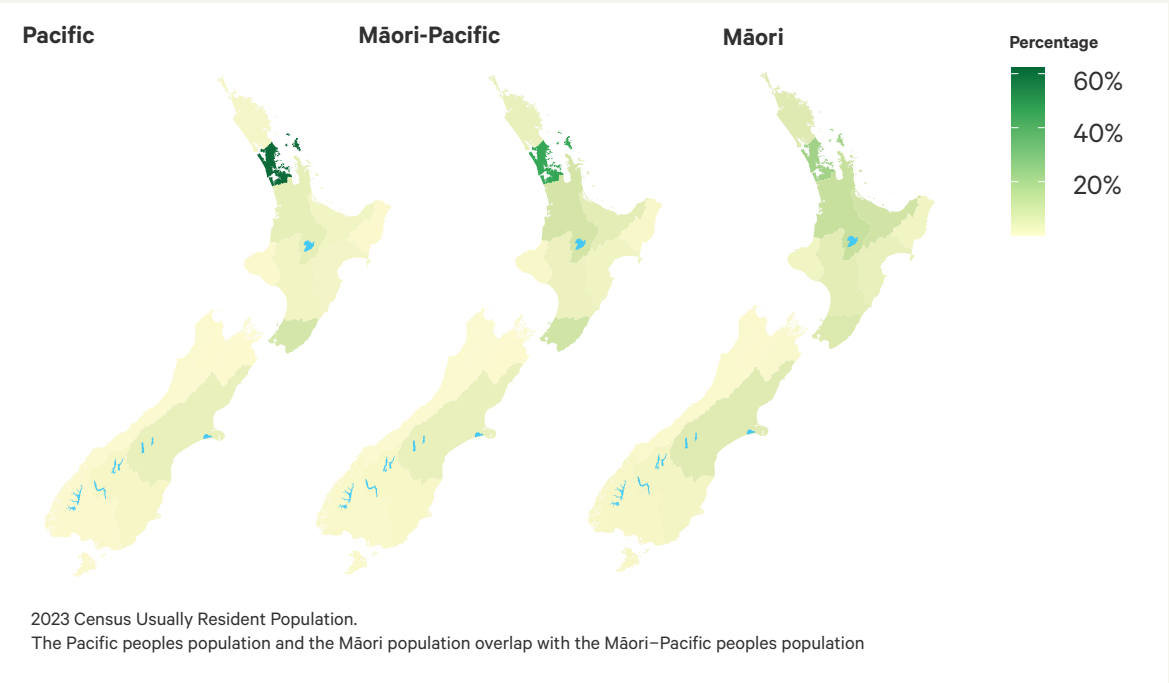 Pacific
Māori-Pacific
Māori
Percentage
60%
40%
20%
2023 Census Usually Resident Population.
The Pacific peoples population and the Māori population overlap with the Māori–Pacific peoples population